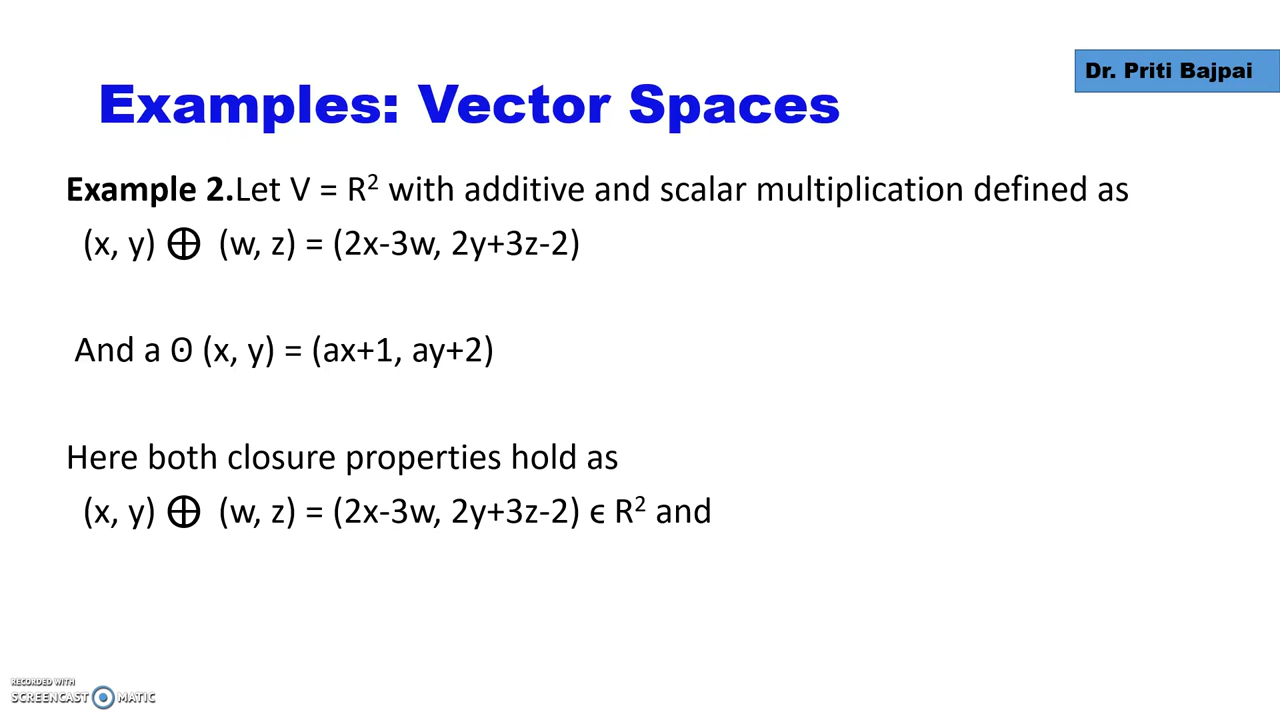 Dr. Priti Bajpai
Examples: Vector Spaces
Example 2.Let V = R² with additive and scalar multiplication defined as
(x, y) ⊕ (w, z) = (2x-3w, 2y+3z-2)
And a ʘ (x, y) = (ax+1, ay+2)
Here both closure properties hold as
(x, y) ⊕ (w, z) = (2x-3w, 2y+3z-2) ϵ R² and
RECORDED WITH
SCREENCAST MATIC